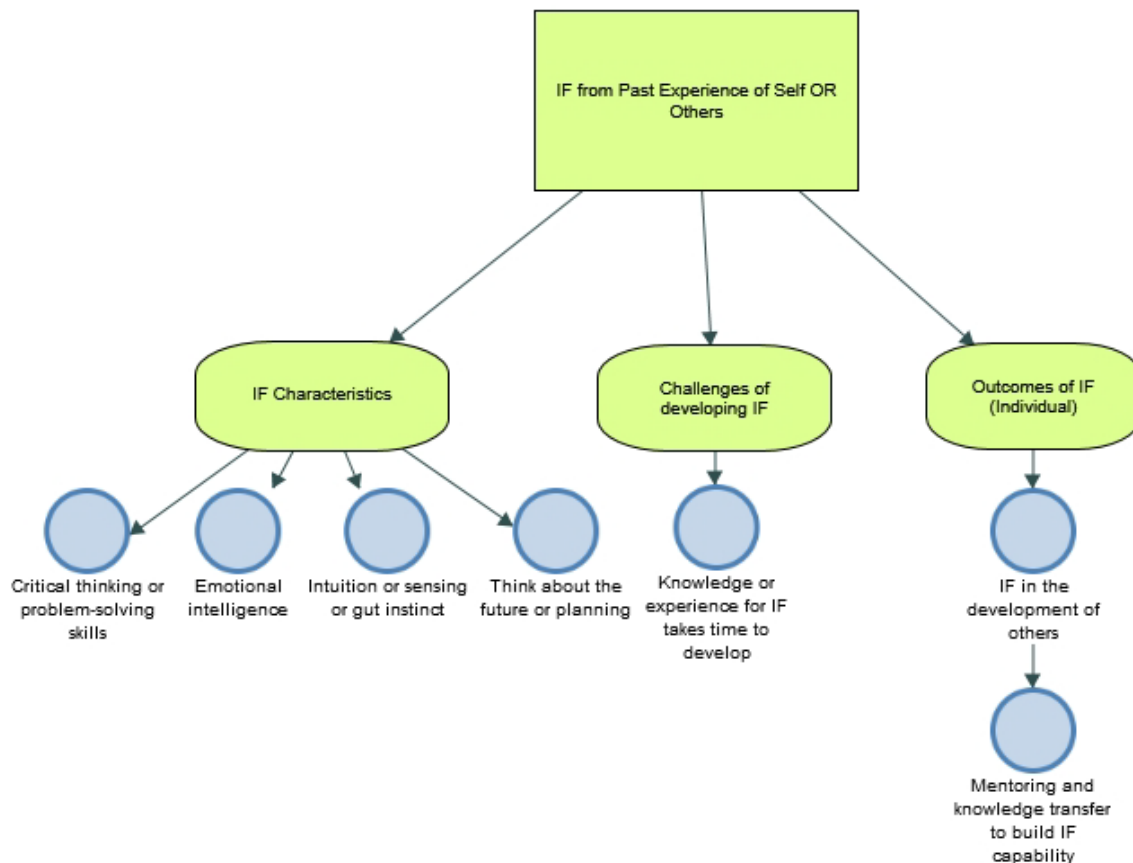 IF from Past Experience of Self OR
Others
IF Characteristics
Challenges of
developing IF
Outcomes of IF
(Individual)
Critical thinking or
problem-solving
skills
Emotional
intelligence
Intuition or sensing
or gut instinct
Think about the
future or planning
Knowledge or
experience for IF
takes time to
develop
IF in the
development of
others
Mentoring and
knowledge transfer
to build IF
capability